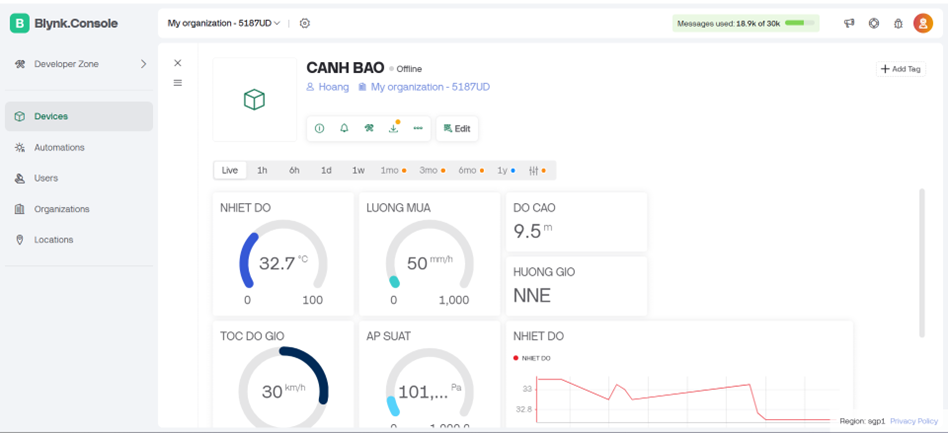 B Blynk.Console
My organization - 5187UD
Messages used: 18.9k of 30k
Developer Zone
Devices
Automations
Users
Organizations
Locations
CANH BAO Offline
Hoang My organization - 5187UD
Add Tag
Edit
Live 1h 6h 1d 1w 1mo 3mo 6mo 1y
NHIET DO
32.7 °C
0 100
LUONG MUA
50 mm/h
0 1,000
DO CAO
9.5 m
HUONG GIO
NNE
TOC DO GIO
30 km/h
AP SUAT
101,... Pa
NHIET DO
NHIET DO
33
32.8
Region: sgp1 Privacy Policy